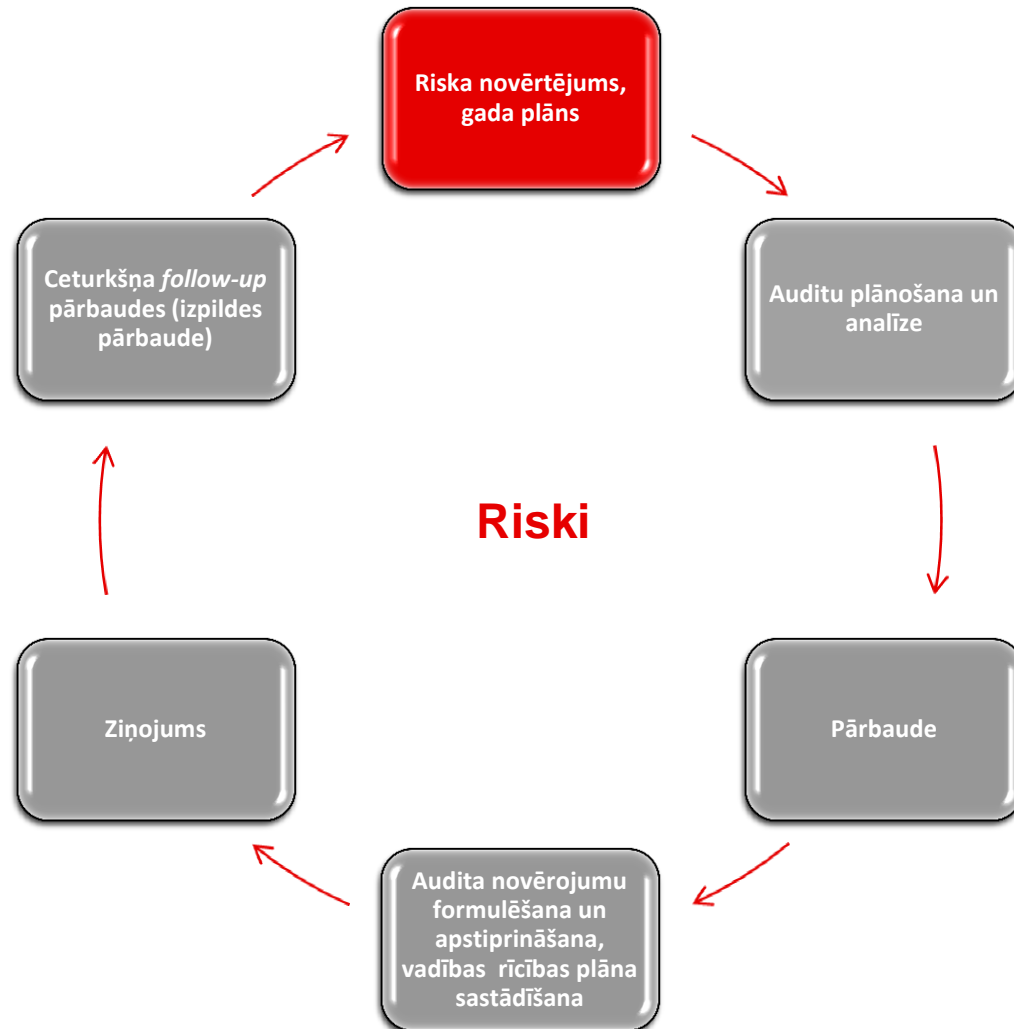 Riska novērtējums,
gada plāns
Auditu plānošana un
analīze
Pārbaude
Audita novērojumu
formulēšana un
apstiprināšana,
vadības rīcības plāna
sastādīšana
Ziņojums
Ceturkšņa follow-up
pārbaudes (izpildes
pārbaude)
Riski